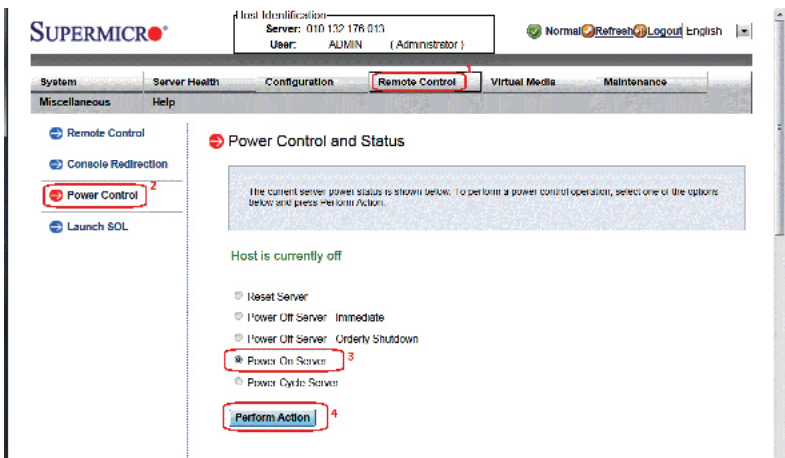 Host Identification
Server: 010 132 176 013
User: ADMIN ( Administrator )
SUPERMICRO
Normal Refresh Logout English
1
System Server Health Configuration Remote Control Virtual Media Maintenance
Miscellaneous Help
Remote Control
Console Redirection
Power Control 2
Launch SOL
Power Control and Status
The current server power status is shown below. To perform a power control operation, select one of the options
below and press Perform Action.
Host is currently off
Reset Server
Power Off Server Immediate
Power Off Server Orderly Shutdown
Power On Server 3
Power Cycle Server
Perform Action 4